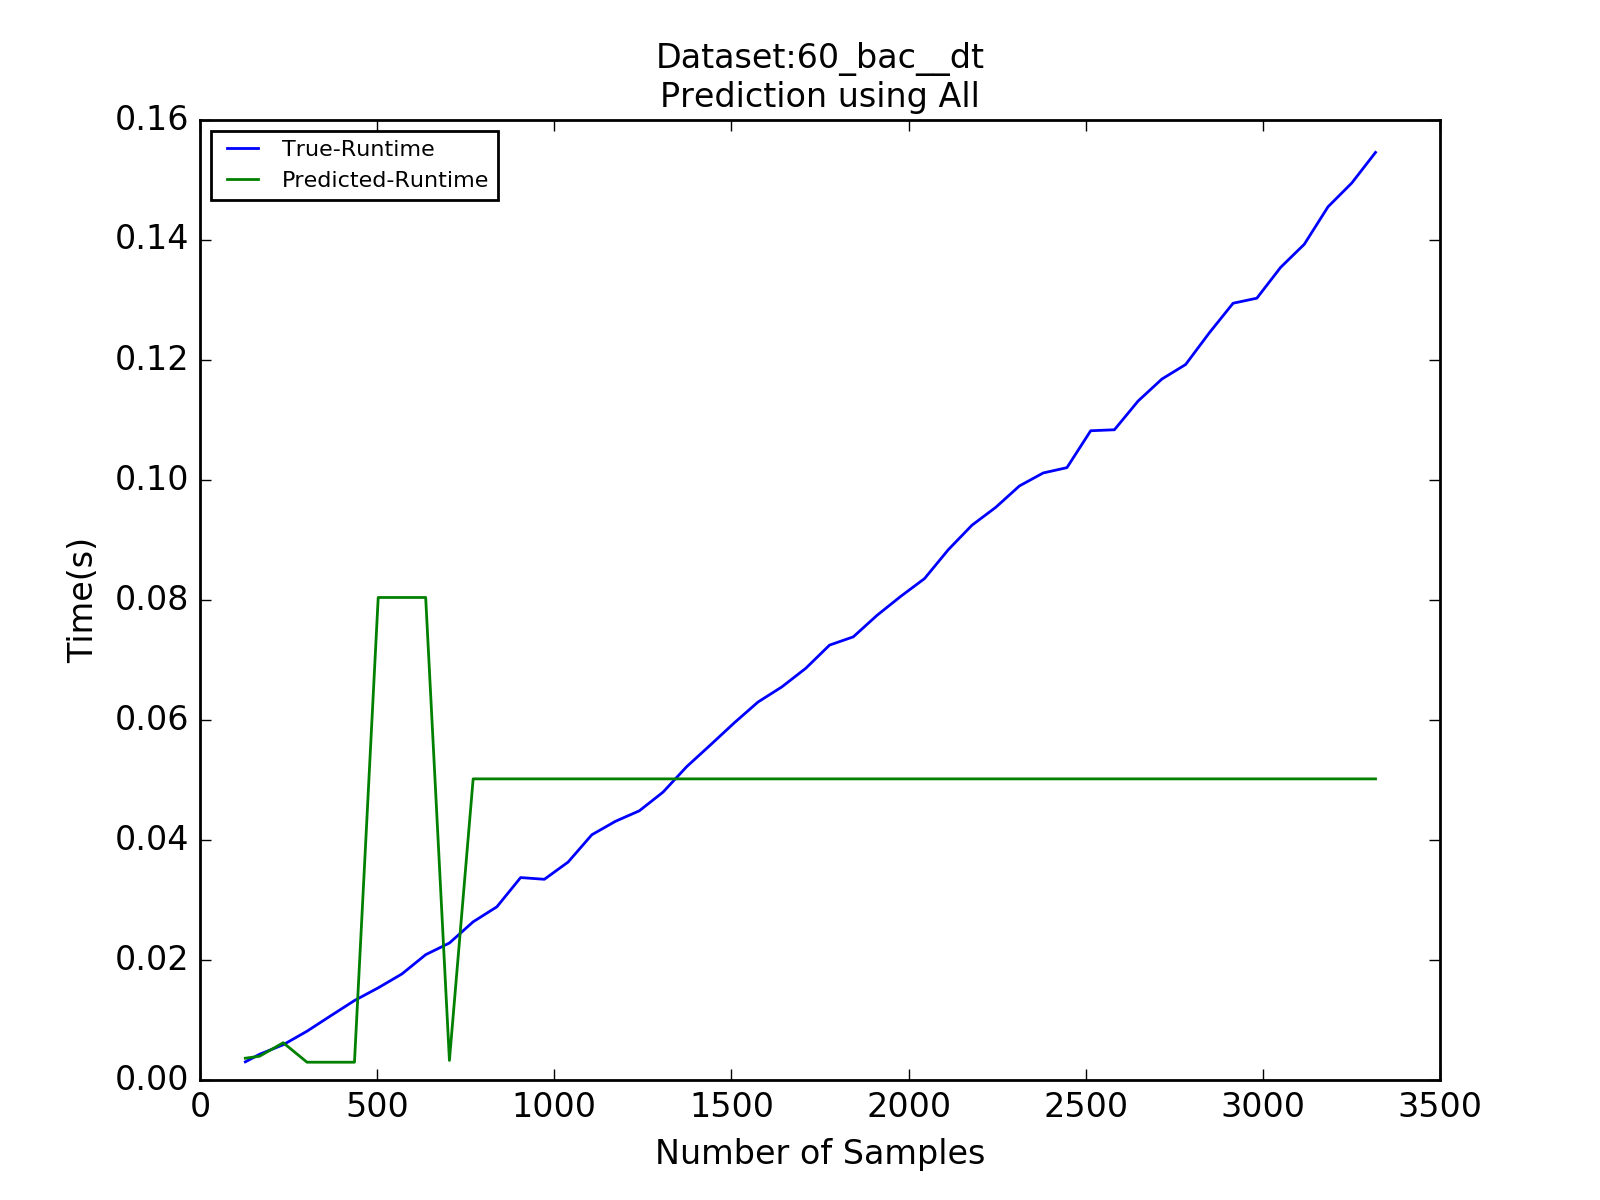 Dataset:60_bac__dt
Prediction using All
True-Runtime
Predicted-Runtime
0.16
0.14
0.12
0.10
0.08
0.06
0.04
0.02
0.00
Time(s)
0 500 1000 1500 2000 2500 3000 3500
Number of Samples